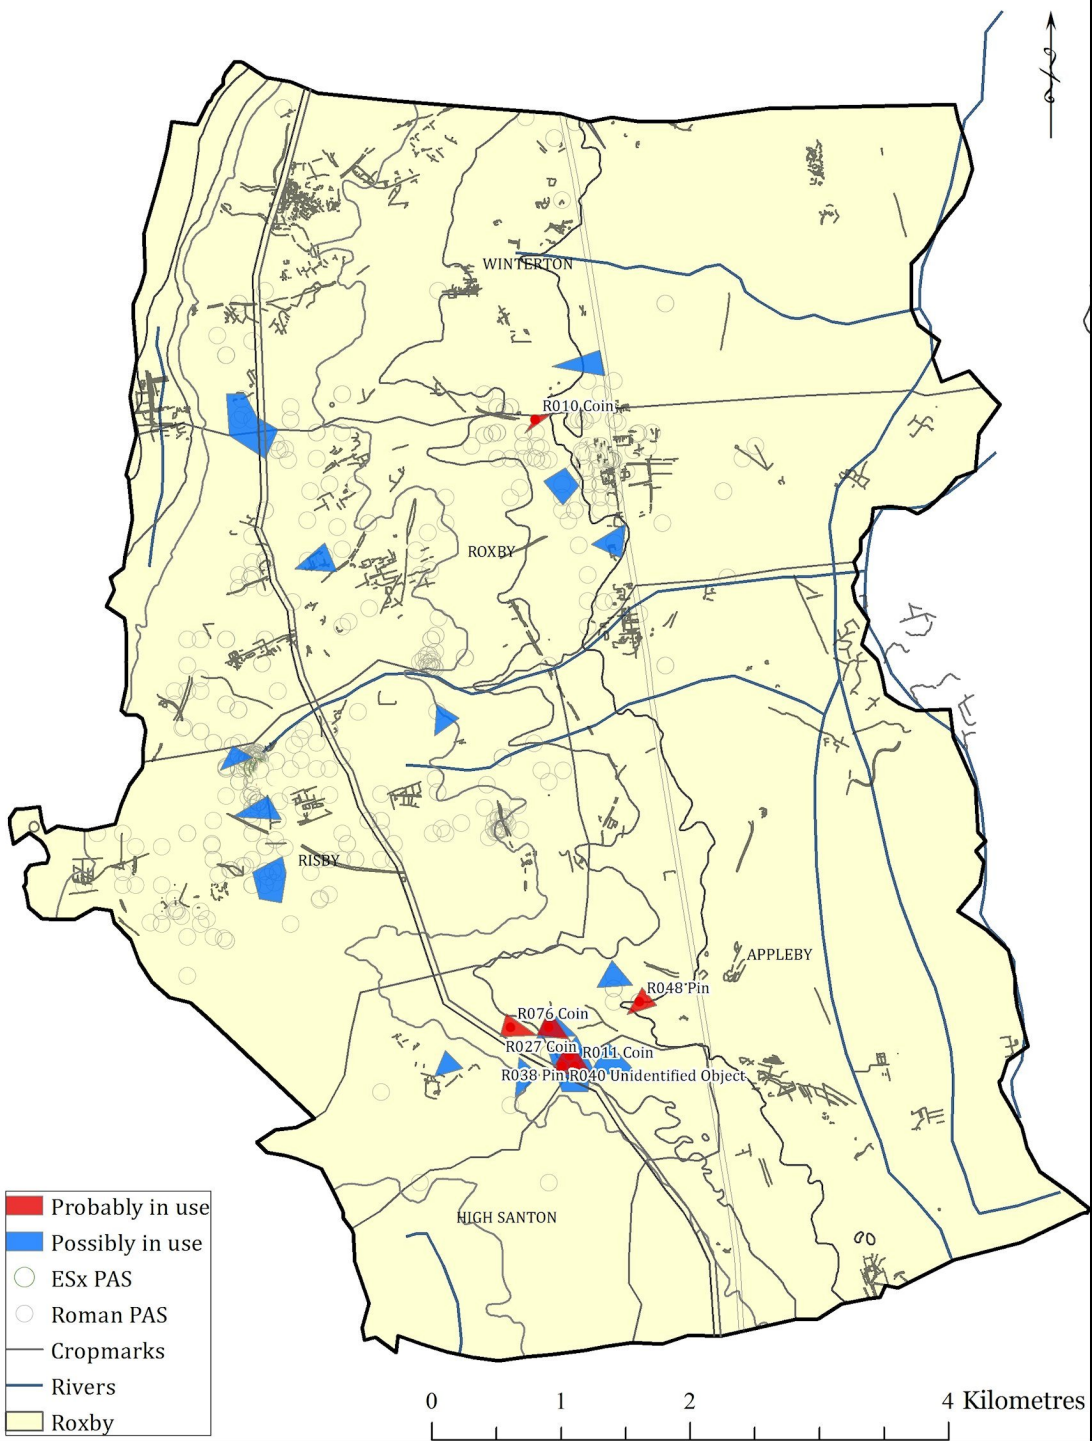 WINTERTON
R010 Coin
ROXBY
RISBY
APPLEBY
R048 Pin
R076 Coin
R027 Coin
R011 Coin
R038 Pin
R040 Unidentified Object
HIGH SANTON
Probably in use
Possibly in use
ESx PAS
Roman PAS
Cropmarks
Rivers
Roxby
0 1 2 4 Kilometres